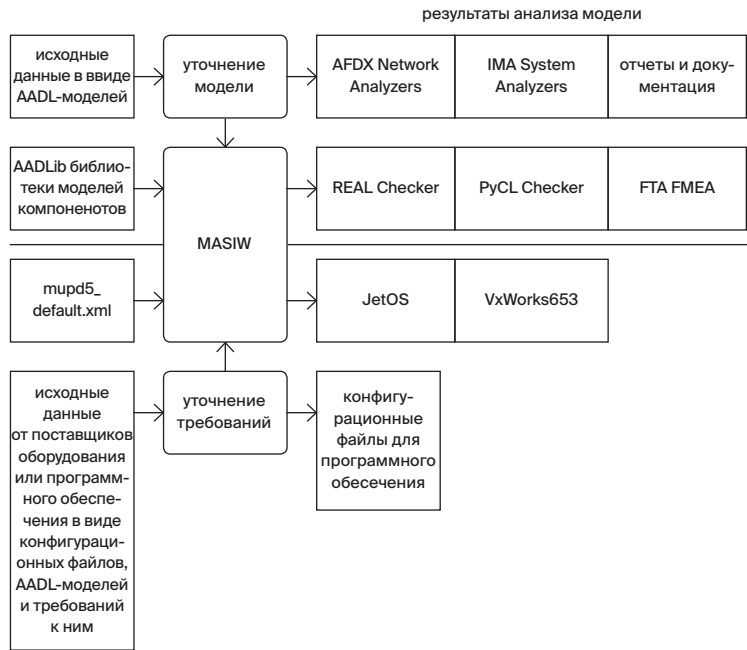 результаты анализа модели
исходные
данные в ввиде
AADL-моделей
уточнение
модели
AFDX Network
Analyzers
IMA System
Analyzers
отчеты и доку-
ментация
AADLib библио-
теки моделей
компоненотов
MASIW
REAL Checker
PyCL Checker
FTA FMEA
mupd5_
default.xml
JetOS
VxWorks653
исходные
данные
от поставщиков
оборудования
или программ-
ного обеспе-
чения в виде
конфигураци-
онных файлов,
AADL-моделей
и требований
к ним
уточнение
требований
конфигу-
рационные
файлы для
программного
обесечения